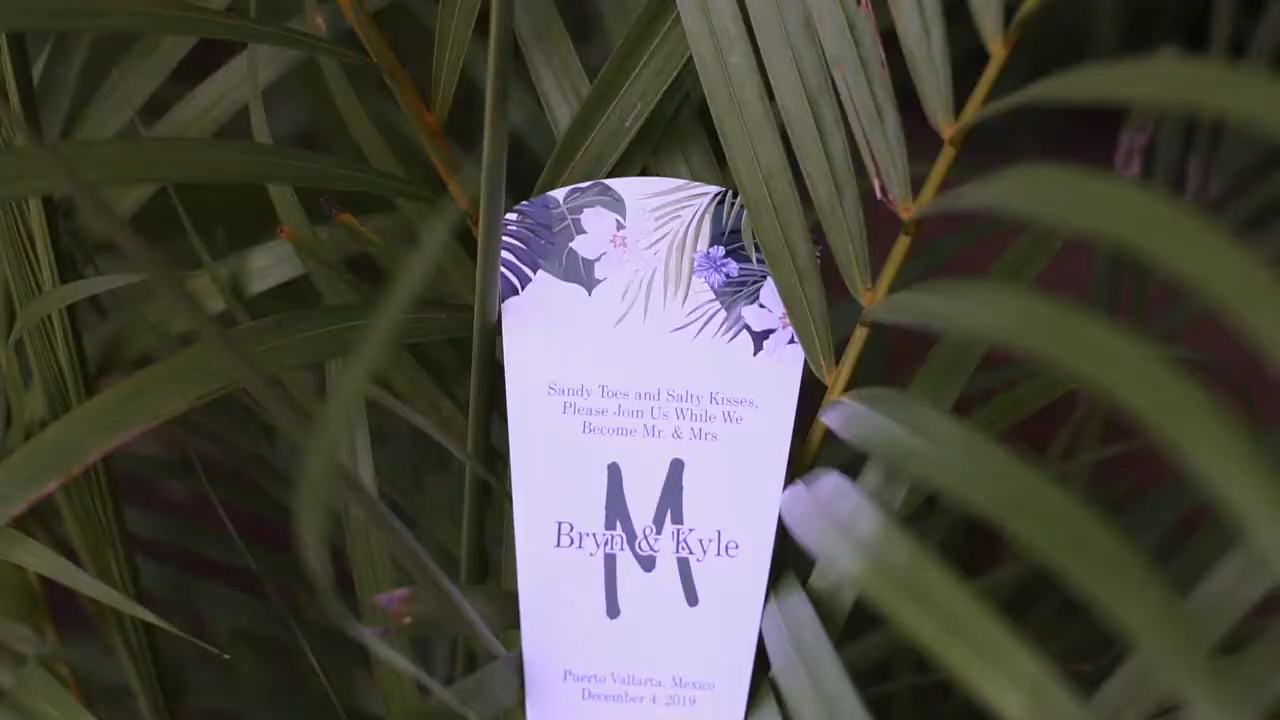 Sandy Toes and Salty Kisses,
Please Join Us While We
Become Mr. & Mrs
M
Bryn & Kyle
Puerto Vallarta, Mexico
December 4, 2019